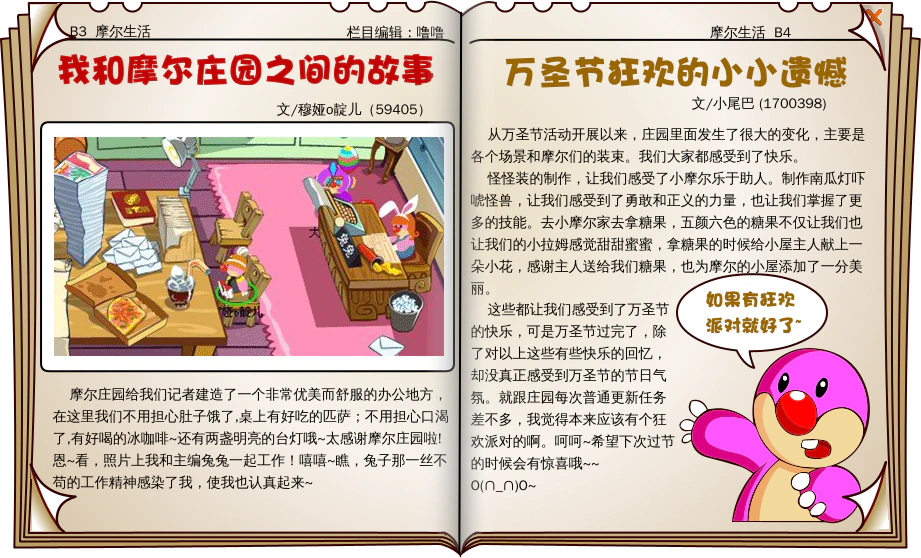 B3 摩尔生活
栏目编辑：噜噜
我和摩尔庄园之间的故事
文/穆娅o靛儿（59405）
摩尔庄园给我们记者建造了一个非常优美而舒服的办公地方，
在这里我们不用担心肚子饿了,桌上有好吃的匹萨；不用担心口渴
了,有好喝的冰咖啡~还有两盏明亮的台灯哦~太感谢摩尔庄园啦!
恩~看，照片上我和主编兔兔一起工作！嘻嘻~瞧，兔子那一丝不
苟的工作精神感染了我，使我也认真起来~
摩尔生活 B4
万圣节狂欢的小小遗憾
文/小尾巴 (1700398)
从万圣节活动开展以来，庄园里面发生了很大的变化，主要是
各个场景和摩尔们的装束。我们大家都感受到了快乐。
怪怪装的制作，让我们感受了小摩尔乐于助人。制作南瓜灯吓
唬怪兽，让我们感受到了勇敢和正义的力量，也让我们掌握了更
多的技能。去小摩尔家去拿糖果，五颜六色的糖果不仅让我们也
让我们的小拉姆感觉甜甜蜜蜜，拿糖果的时候给小屋主人献上一
朵小花，感谢主人送给我们糖果，也为摩尔的小屋添加了一分美
丽。
这些都让我们感受到了万圣节
的快乐，可是万圣节过完了，除
了对以上这些有些快乐的回忆，
却没真正感受到万圣节的节日气
氛。就跟庄园每次普通更新任务
差不多，我觉得本来应该有个狂
欢派对的啊。呵呵~希望下次过节
的时候会有惊喜哦~~
O(∩_∩)O~
如果有狂欢
派对就好了~